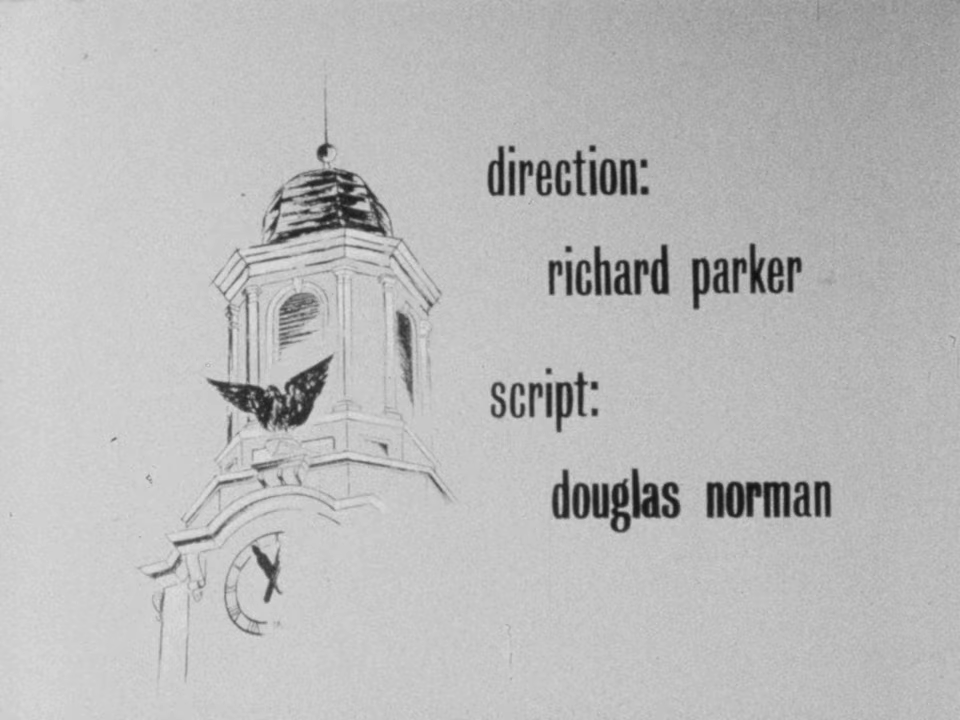 direction:
richard parker
script:
douglas norman